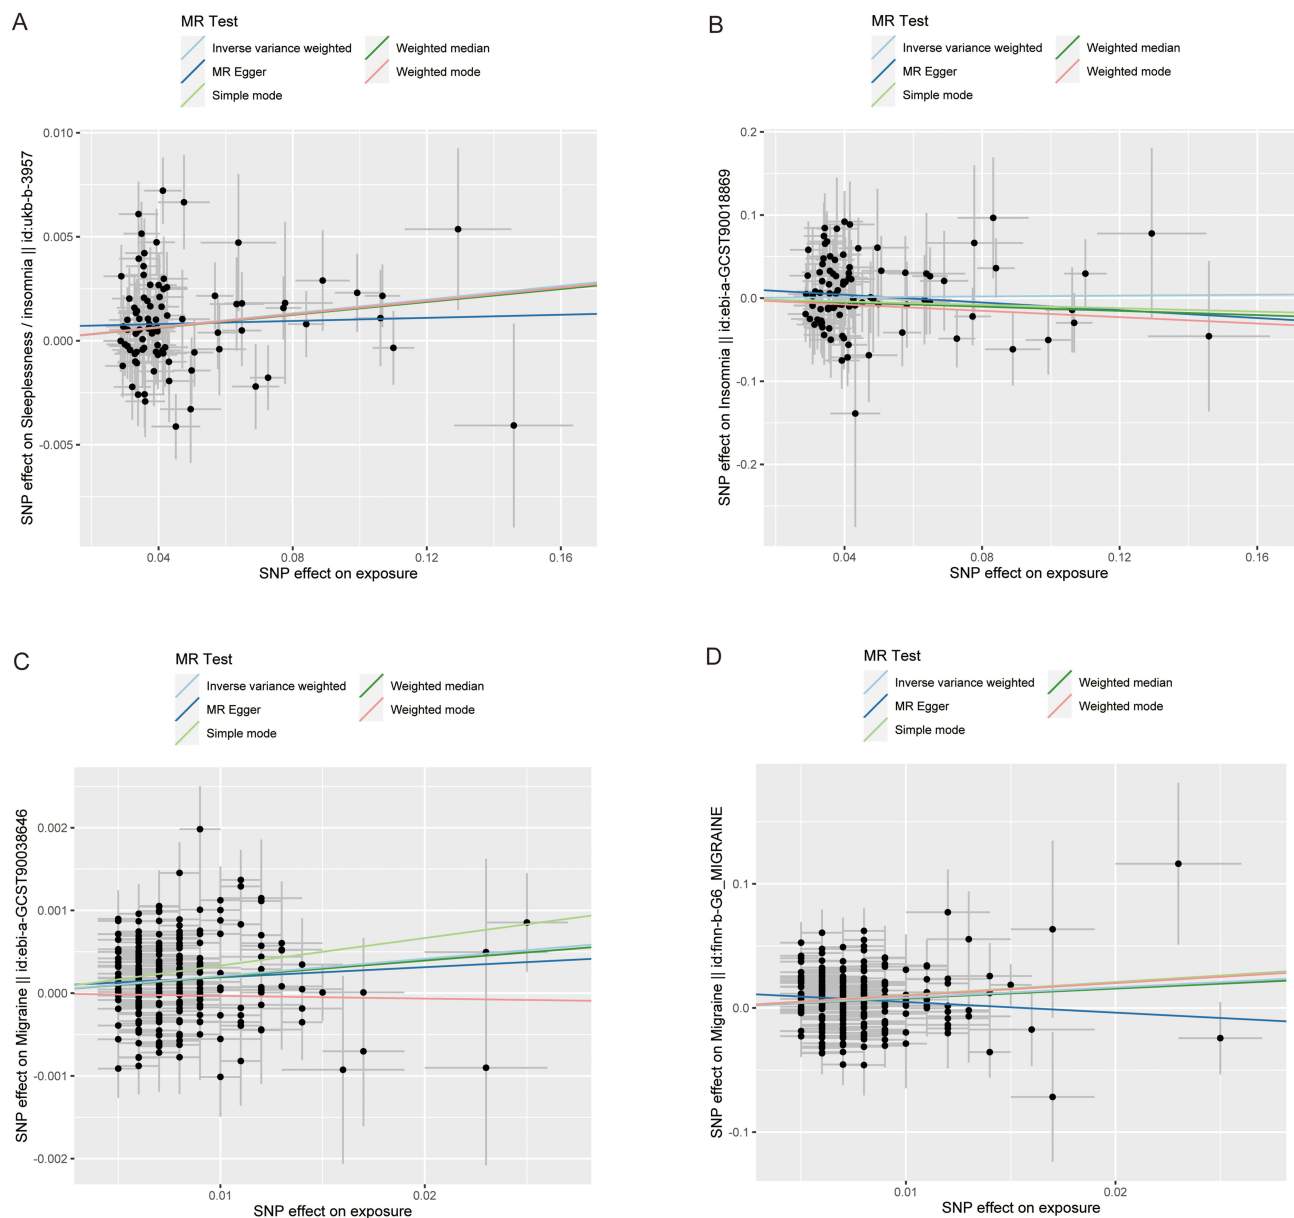 A
MR Test
Inverse variance weighted
Weighted median
MR Egger
Weighted mode
Simple mode
SNP effect on Sleeplessness / insomnia || id:ukb-b-3957
0.010
0.005
0.000
-0.005
0.04
0.08
0.12
0.16
SNP effect on exposure
B
MR Test
Inverse variance weighted
Weighted median
MR Egger
Weighted mode
Simple mode
SNP effect on Insomnia || id:ebi-a-GCST90018869
0.2
0.1
0.0
-0.1
-0.2
0.04
0.08
0.12
0.16
SNP effect on exposure
C
MR Test
Inverse variance weighted
Weighted median
MR Egger
Weighted mode
Simple mode
SNP effect on Migraine || id:ebi-a-GCST90038646
0.002
0.001
0.000
-0.001
-0.002
0.01
0.02
SNP effect on exposure
D
MR Test
Inverse variance weighted
Weighted median
MR Egger
Weighted mode
Simple mode
SNP effect on Migraine || id:finn-b-G6_MIGRAINE
0.1
0.0
-0.1
0.01
0.02
SNP effect on exposure